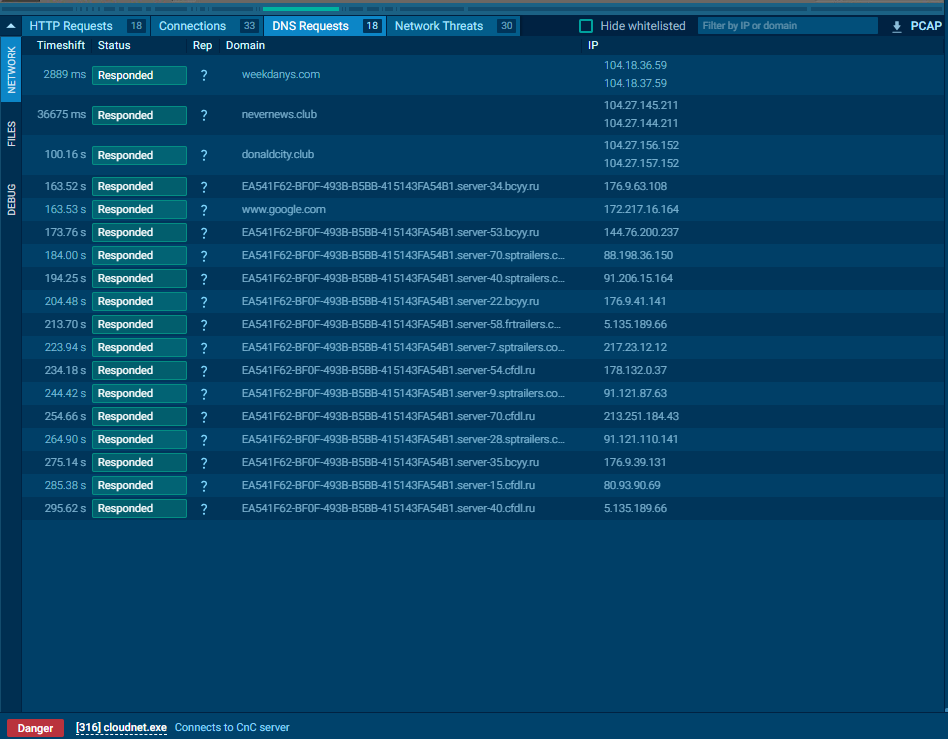 HTTP Requests 18 Connections 33 DNS Requests 18 Network Threats 30 Hide whitelisted Filter by IP or domain PCAP
NETWORK
FILES
DEBUG
Timeshift Status Rep Domain IP
2889 ms Responded ? weekdanys.com 104.18.36.59
104.18.37.59
36675 ms Responded ? nevernews.club 104.27.145.211
104.27.144.211
100.16 s Responded ? donaldcity.club 104.27.156.152
104.27.157.152
163.52 s Responded ? EA541F62-BF0F-493B-B5BB-415143FA54B1.server-34.bcyy.ru 176.9.63.108
163.53 s Responded ? www.google.com 172.217.16.164
173.76 s Responded ? EA541F62-BF0F-493B-B5BB-415143FA54B1.server-53.bcyy.ru 144.76.200.237
184.00 s Responded ? EA541F62-BF0F-493B-B5BB-415143FA54B1.server-70.sptrailers.c... 88.198.36.150
194.25 s Responded ? EA541F62-BF0F-493B-B5BB-415143FA54B1.server-40.sptrailers.c... 91.206.15.164
204.48 s Responded ? EA541F62-BF0F-493B-B5BB-415143FA54B1.server-22.bcyy.ru 176.9.41.141
213.70 s Responded ? EA541F62-BF0F-493B-B5BB-415143FA54B1.server-58.frtrailers.c... 5.135.189.66
223.94 s Responded ? EA541F62-BF0F-493B-B5BB-415143FA54B1.server-7.sptrailers.co... 217.23.12.12
234.18 s Responded ? EA541F62-BF0F-493B-B5BB-415143FA54B1.server-54.cfdl.ru 178.132.0.37
244.42 s Responded ? EA541F62-BF0F-493B-B5BB-415143FA54B1.server-9.sptrailers.co... 91.121.87.63
254.66 s Responded ? EA541F62-BF0F-493B-B5BB-415143FA54B1.server-70.cfdl.ru 213.251.184.43
264.90 s Responded ? EA541F62-BF0F-493B-B5BB-415143FA54B1.server-28.sptrailers.c... 91.121.110.141
275.14 s Responded ? EA541F62-BF0F-493B-B5BB-415143FA54B1.server-35.bcyy.ru 176.9.39.131
285.38 s Responded ? EA541F62-BF0F-493B-B5BB-415143FA54B1.server-15.cfdl.ru 80.93.90.69
295.62 s Responded ? EA541F62-BF0F-493B-B5BB-415143FA54B1.server-40.cfdl.ru 5.135.189.66
Danger [316] cloudnet.exe Connects to CnC server